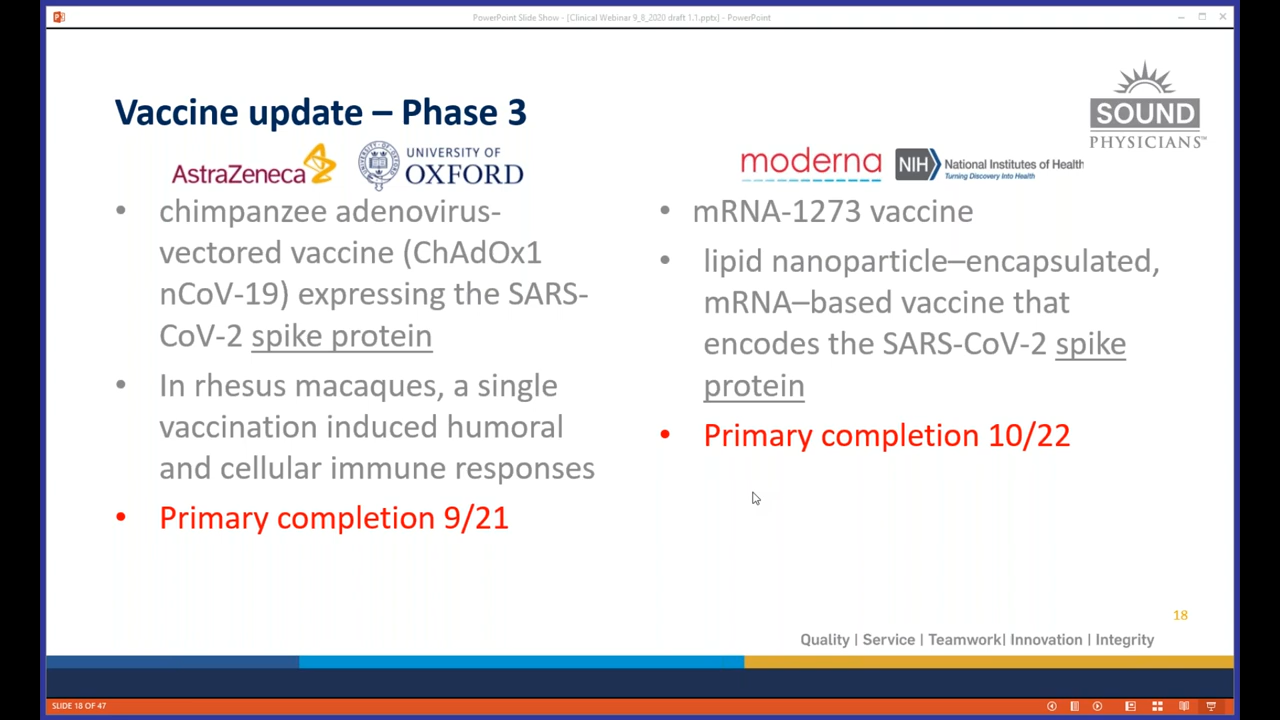 PowerPoint Slide Show - [Clinical Webinar 9_8_2020 draft 1.1.ppts] - PowerPoint
Vaccine update – Phase 3
SOUND
PHYSICIANS™
AstraZeneca
UNIVERSITY OF
OXFORD
• chimpanzee adenovirus-
vectored vaccine (ChAdOx1
nCoV-19) expressing the SARS-
CoV-2 spike protein
• In rhesus macaques, a single
vaccination induced humoral
and cellular immune responses
• Primary completion 9/21
moderna
NIH
National Institutes of Health
Turning Discovery Into Health
• mRNA-1273 vaccine
• lipid nanoparticle–encapsulated,
mRNA–based vaccine that
encodes the SARS-CoV-2 spike
protein
• Primary completion 10/22
18
Quality | Service | Teamwork| Innovation | Integrity
SLIDE 18 OF 47